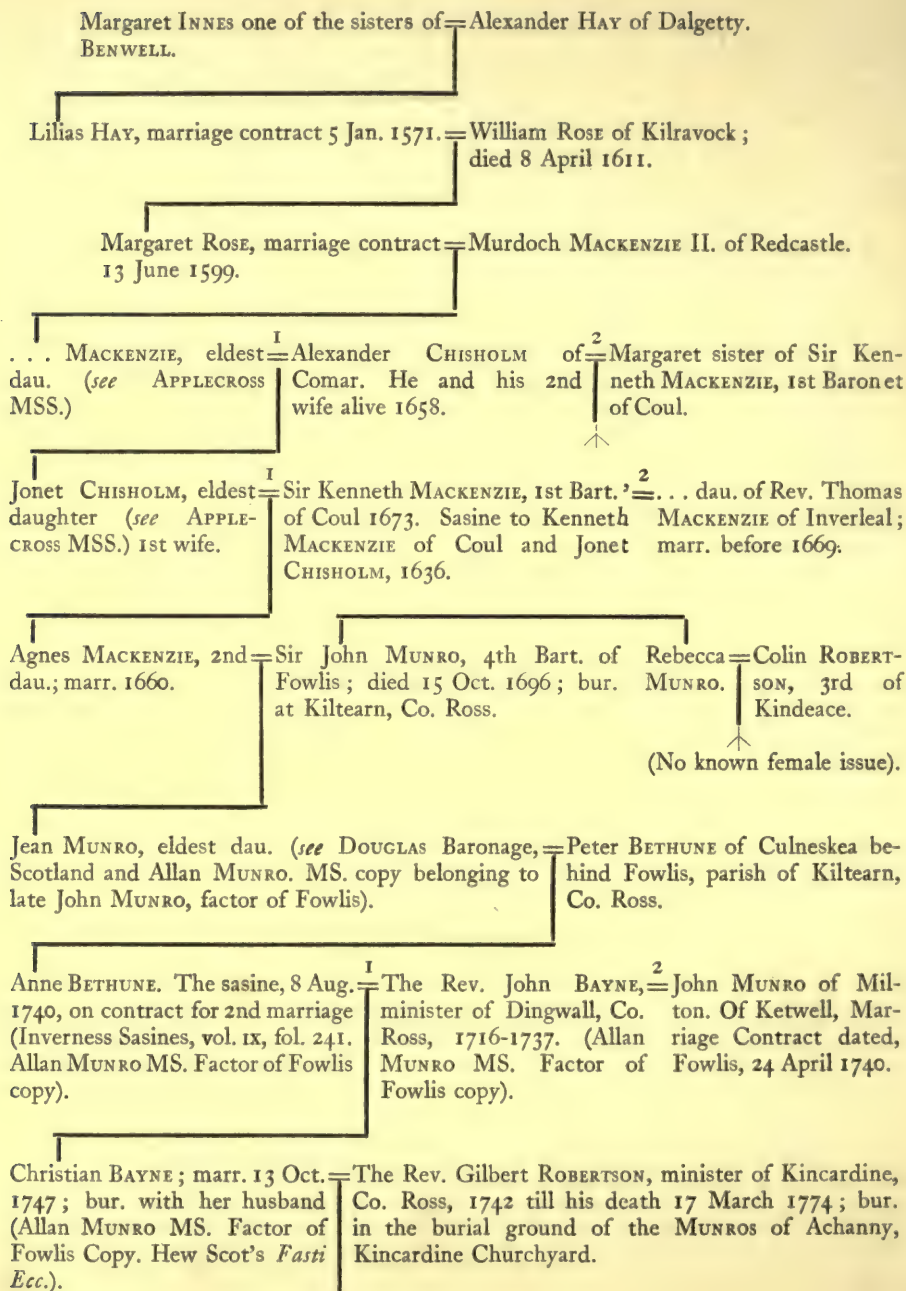 Margaret INNES one of the sisters of = Alexander HAY of Dalgetty.
BENWELL.
Lilias HAY, marriage contract 5 Jan. 1571. = William ROSE of Kilravock ;
died 8 April 1611.
Margaret ROSE, marriage contract = Murdoch MACKENZIE II. of Redcastle.
13 June 1599.
1 2
. . . MACKENZIE, eldest = Alexander CHISHOLM of = Margaret sister of Sir Ken-
dau. (see APPLECROSS Comar. He and his 2nd neth MACKENZIE, 1st Baronet
MSS.) wife alive 1658. of Coul.
1 2
Jonet CHISHOLM, eldest = Sir Kenneth MACKENZIE, 1st Bart. ' = . . . dau. of Rev. Thomas
daughter (see APPLE- of Coul 1673. Sasine to Kenneth MACKENZIE of Inverleal ;
CROSS MSS.) 1st wife. MACKENZIE of Coul and Jonet marr. before 1669.
CHISHOLM, 1636.
Agnes MACKENZIE, 2nd = Sir John MUNRO, 4th Bart. of Rebecca = Colin ROBERT-
dau. ; marr. 1660. Fowlis ; died 15 Oct. 1696 ; bur. MUNRO. SON, 3rd of
at Kiltearn, Co. Ross. Kindeace.
(No known female issue).
Jean MUNRO, eldest dau. (see DOUGLAS Baronage, = Peter BETHUNE of Culneskea be-
Scotland and Allan MUNRO. MS. copy belonging to hind Fowlis, parish of Kiltearn,
late John MUNRO, factor of Fowlis). Co. Ross.
1 2
Anne BETHUNE. The sasine, 8 Aug. = The Rev. John BAYNE, = John MUNRO of Mil-
1740, on contract for 2nd marriage minister of Dingwall, Co. ton. Of Ketwell, Mar-
(Inverness Sasines, vol. IX, fol. 241. Ross, 1716-1737. (Allan riage Contract dated,
Allan MUNRO MS. Factor of Fowlis MUNRO MS. Factor of Fowlis, 24 April 1740.
copy). Fowlis copy).
Christian BAYNE ; marr. 13 Oct. = The Rev. Gilbert ROBERTSON, minister of Kincardine,
1747 ; bur. with her husband Co. Ross, 1742 till his death 17 March 1774 ; bur.
(Allan MUNRO MS. Factor of in the burial ground of the MUNROS of Achanny,
Fowlis Copy. Hew Scot's Fasti Kincardine Churchyard.
Ecc.).